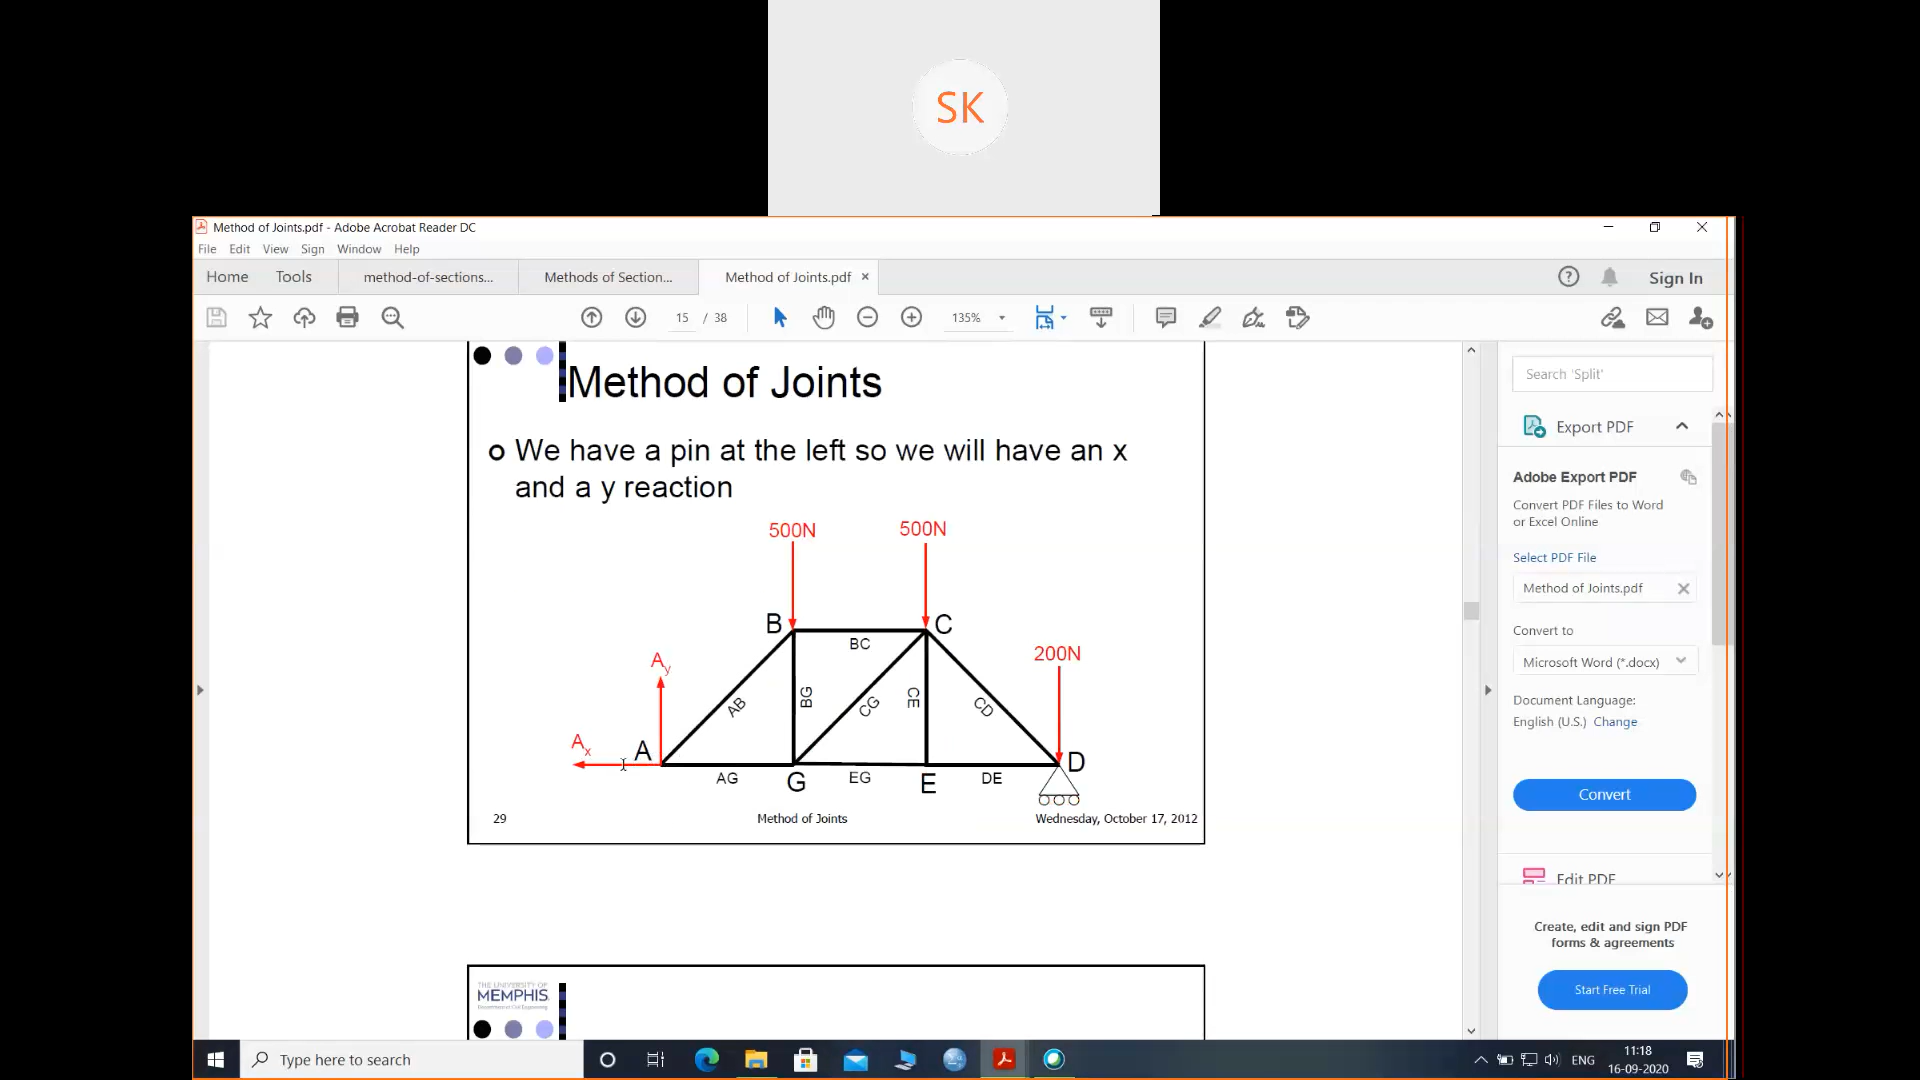 SK
Method of Joints.pdf - Adobe Acrobat Reader DC
File Edit View Sign Window Help
Home Tools method-of-sections... Methods of Section... Method of Joints.pdf × Sign In
15 / 38 135%
Method of Joints
We have a pin at the left so we will have an x
and a y reaction
500N 500N
B C
BC
200N
Ay
AB BG CG CE CD
Ax A D
AG G EG E DE
29 Method of Joints Wednesday, October 17, 2012
MEMPHIS
Search 'Split'
Export PDF
Adobe Export PDF
Convert PDF Files to Word
or Excel Online
Select PDF File
Method of Joints.pdf
Convert to
Microsoft Word (*.docx)
Document Language:
English (U.S.) Change
Convert
Edit PDF
Create, edit and sign PDF
forms & agreements
Start Free Trial
Type here to search
ENG 11:18
16-09-2020